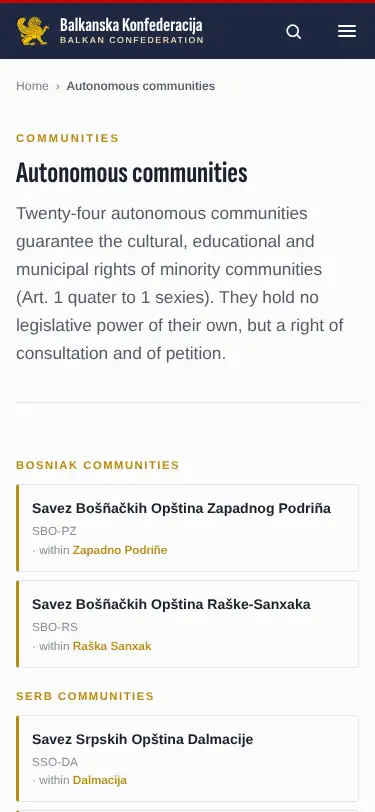 Balkanska Konfederacija
BALKAN CONFEDERATION
Home › Autonomous communities
COMMUNITIES
Autonomous communities
Twenty-four autonomous communities
guarantee the cultural, educational and
municipal rights of minority communities
(Art. 1 quater to 1 sexies). They hold no
legislative power of their own, but a right of
consultation and of petition.
BOSNIAK COMMUNITIES
Savez Bošñačkih Opština Zapadnog Podriña
SBO-PZ
· within Zapadno Podriñe
Savez Bošñačkih Opština Raške-Sanxaka
SBO-RS
· within Raška Sanxak
SERB COMMUNITIES
Savez Srpskih Opština Dalmacije
SSO-DA
· within Dalmacija